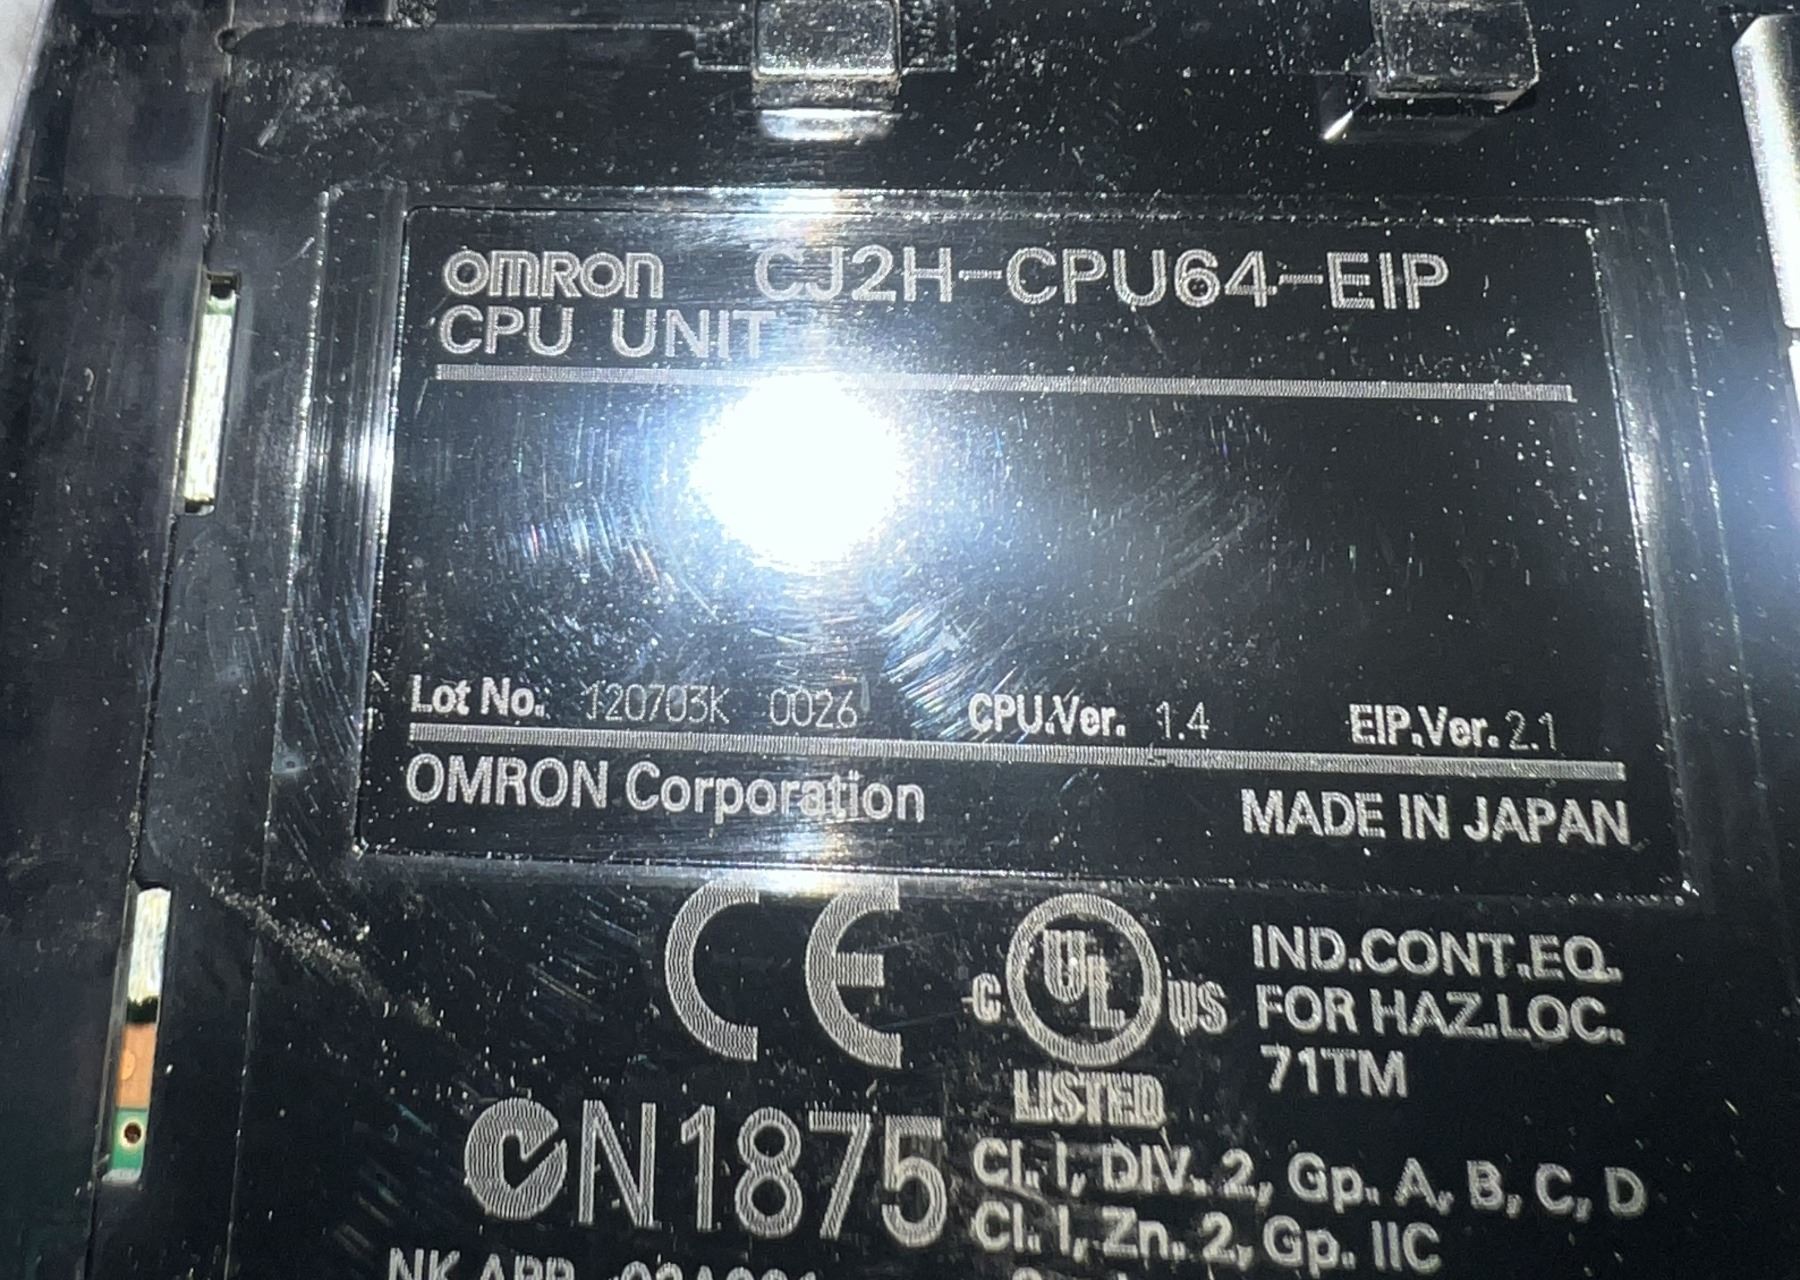 OMRON CJ2H-CPU64-EIP
CPU UNIT
Lot No. 120703K 0026 CPU.Ver. 1.4 EIP.Ver. 2.1
OMRON Corporation MADE IN JAPAN
CE
C UL US
LISTED
IND.CONT.EQ.
FOR HAZ.LOC.
71TM
N1875
Cl. I, DIV. 2, Gp. A, B, C, D
Cl. I, Zn. 2, Gp. IIC
NK APP.